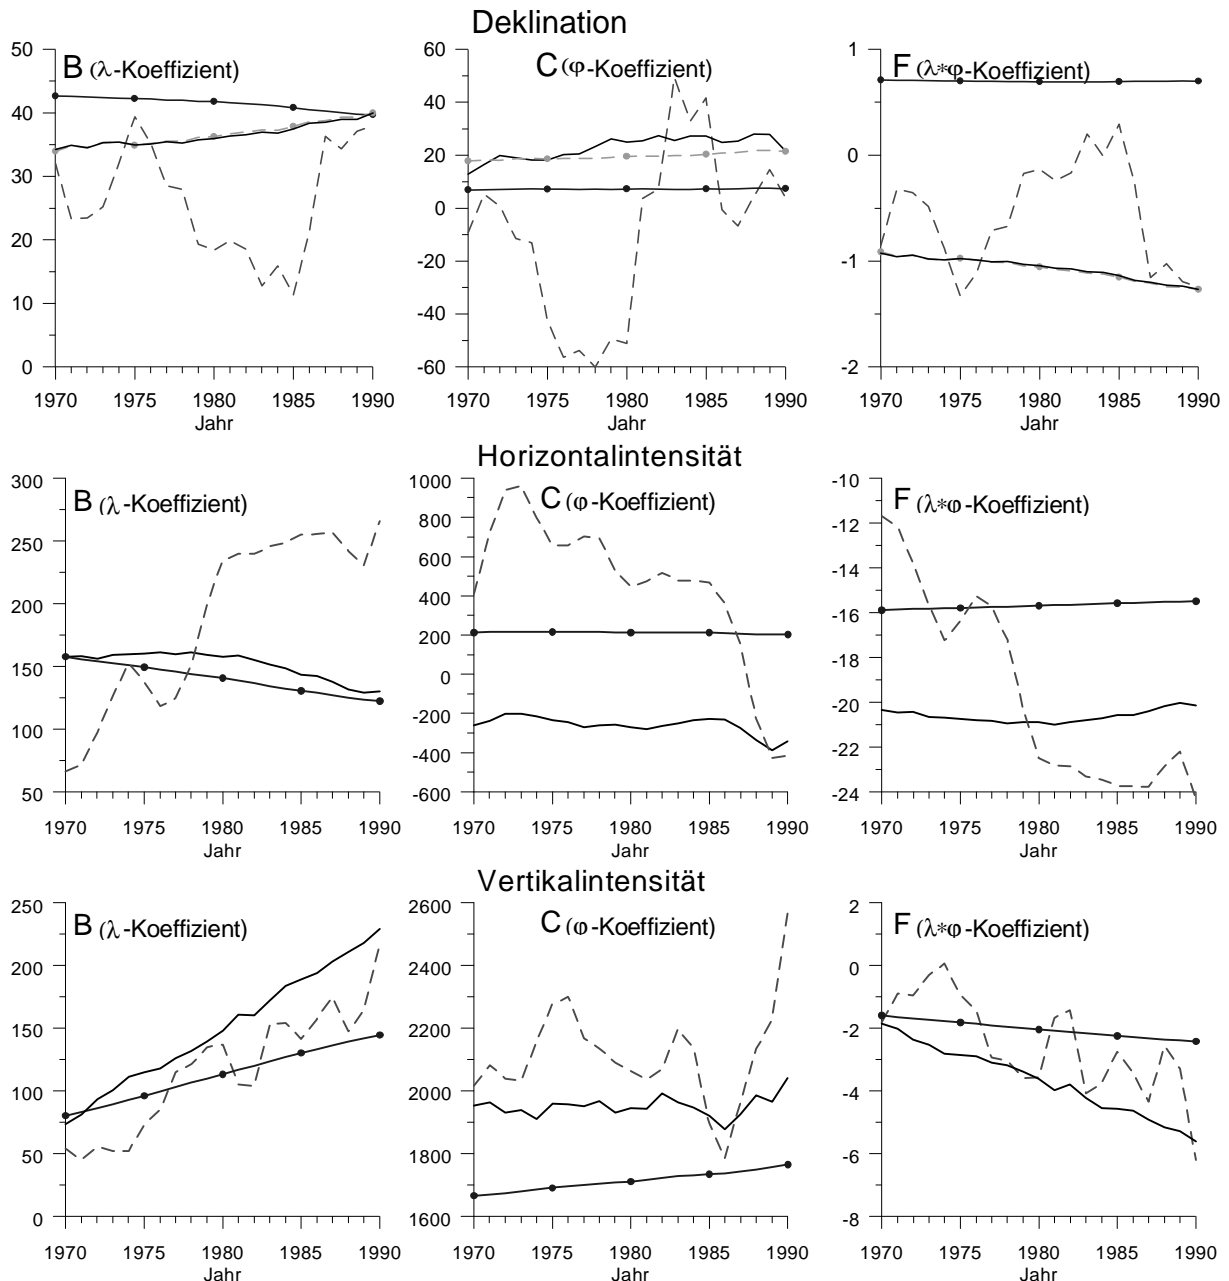 Deklination
B (λ-Koeffizient)
50
40
30
20
10
0
1970 1975 1980 1985 1990
Jahr
C (φ-Koeffizient)
60
40
20
0
-20
-40
-60
1970 1975 1980 1985 1990
Jahr
F (λ*φ-Koeffizient)
1
0
-1
-2
1970 1975 1980 1985 1990
Jahr
Horizontalintensität
B (λ-Koeffizient)
300
250
200
150
100
50
1970 1975 1980 1985 1990
Jahr
C (φ-Koeffizient)
1000
800
600
400
200
0
-200
-400
-600
1970 1975 1980 1985 1990
Jahr
F (λ*φ-Koeffizient)
-10
-12
-14
-16
-18
-20
-22
-24
1970 1975 1980 1985 1990
Jahr
Vertikalintensität
B (λ-Koeffizient)
250
200
150
100
50
0
1970 1975 1980 1985 1990
Jahr
C (φ-Koeffizient)
2600
2400
2200
2000
1800
1600
1970 1975 1980 1985 1990
Jahr
F (λ*φ-Koeffizient)
2
0
-2
-4
-6
-8
1970 1975 1980 1985 1990
Jahr